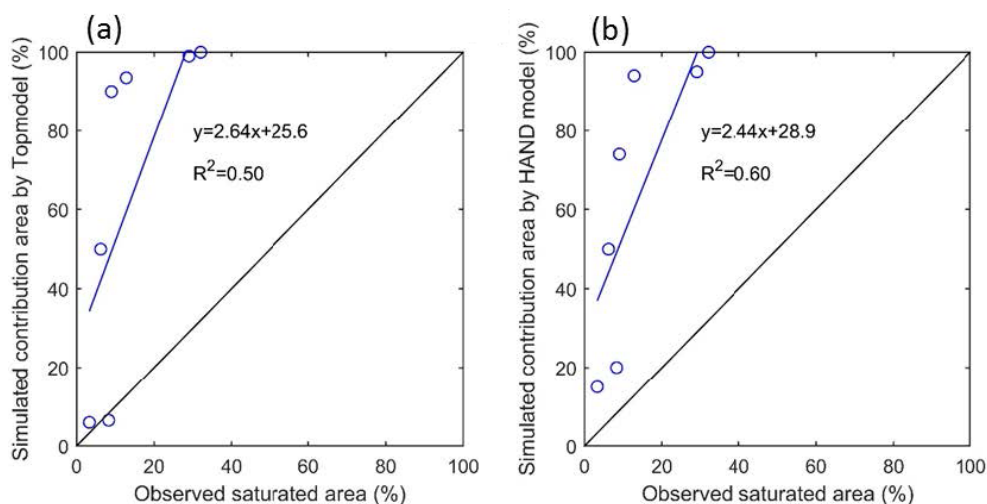 (a)
Simulated contribution area by Topmodel (%)
100
80
60
40
20
0
y=2.64x+25.6
R²=0.50
0 20 40 60 80 100
Observed saturated area (%)
(b)
Simulated contribution area by HAND model (%)
100
80
60
40
20
0
y=2.44x+28.9
R²=0.60
0 20 40 60 80 100
Observed saturated area (%)